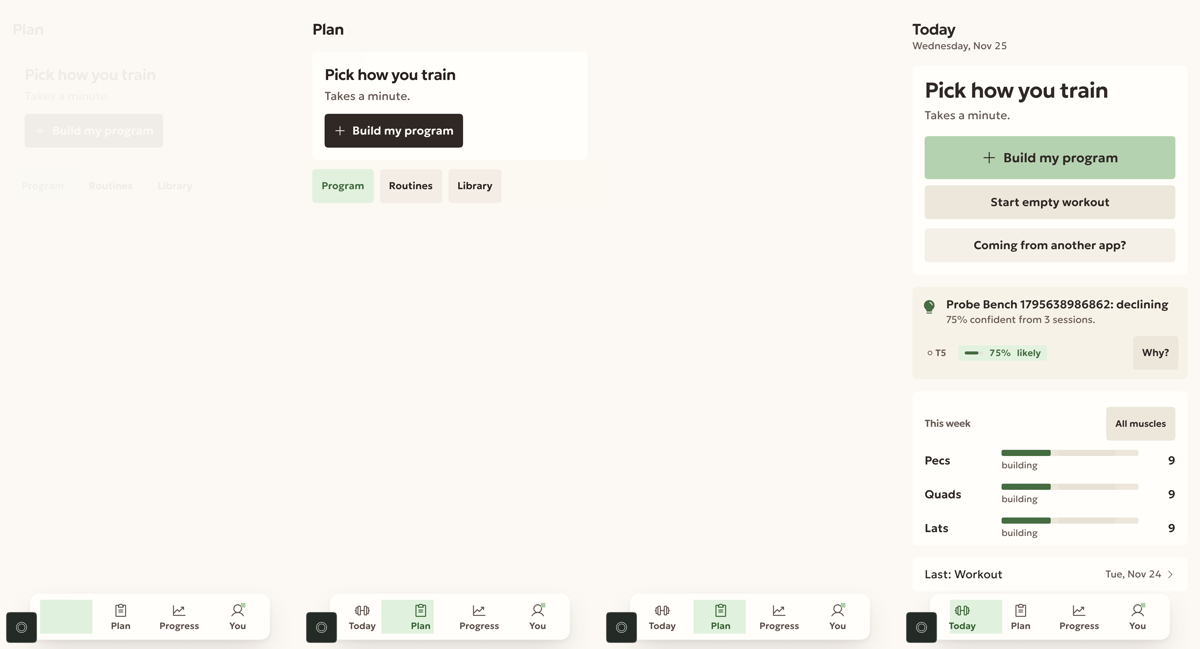 Plan
Pick how you train
Takes a minute.
+ Build my program
Program Routines Library
Plan Progress You
Plan
Pick how you train
Takes a minute.
+ Build my program
Program Routines Library
Today Plan Progress You
Today Plan Progress You
Today
Wednesday, Nov 25
Pick how you train
Takes a minute.
+ Build my program
Start empty workout
Coming from another app?
Probe Bench 1795638986862: declining
75% confident from 3 sessions.
T5 75% likely Why?
This week All muscles
Pecs 9
building
Quads 9
building
Lats 9
building
Last: Workout Tue, Nov 24
Today Plan Progress You